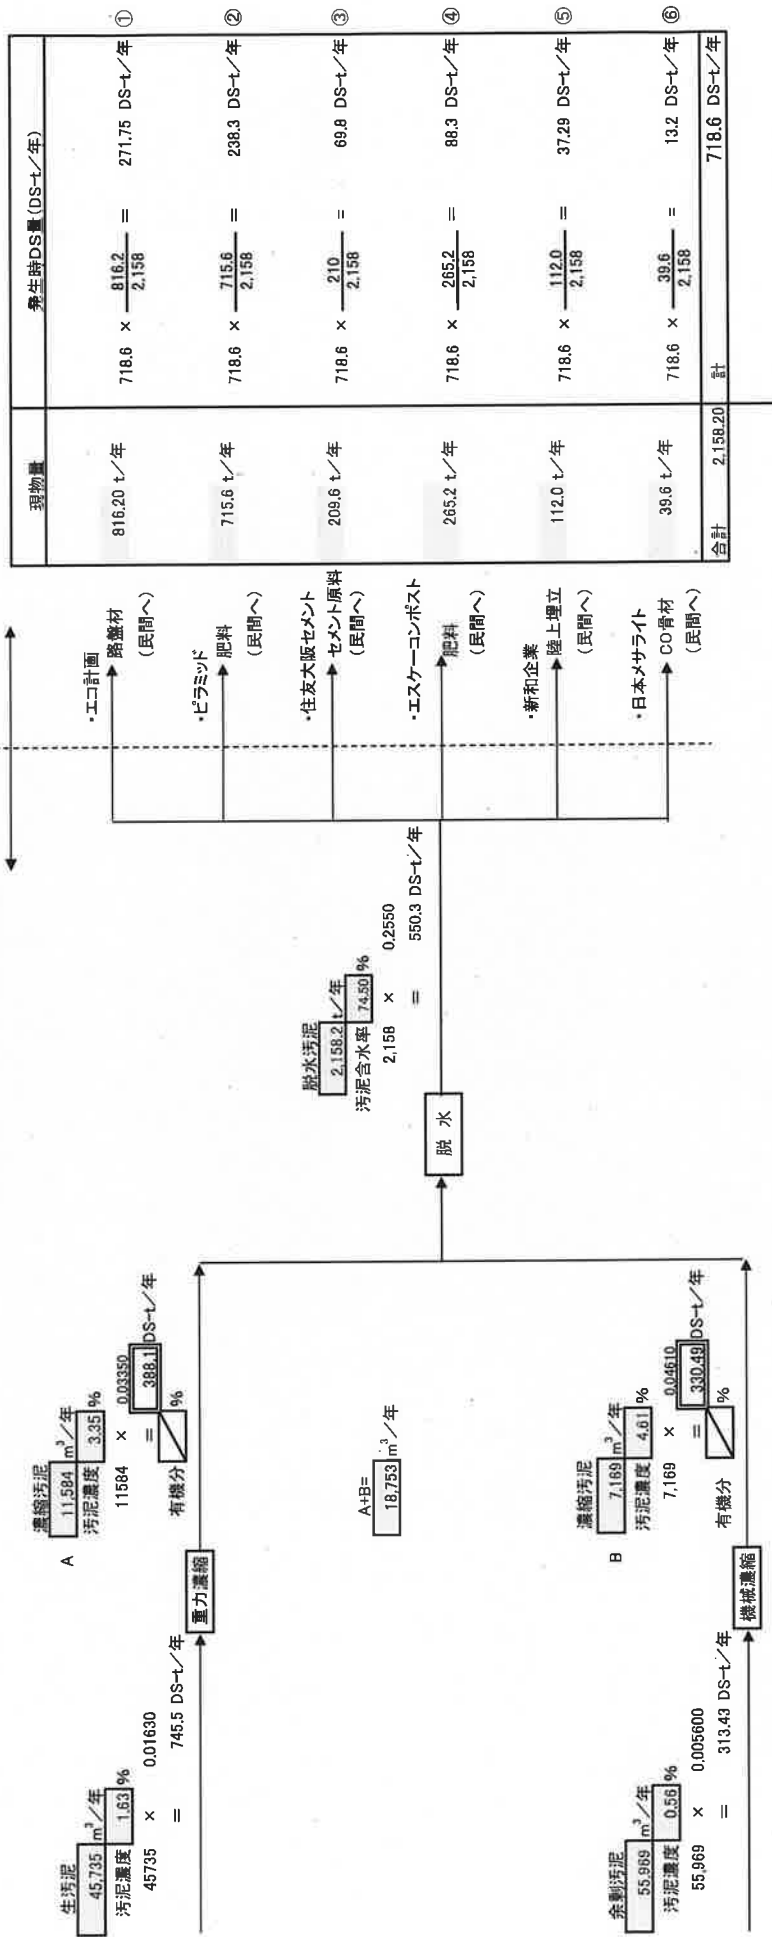 生汚泥
45,735 m³/年
汚泥濃度 1.63 %
45735 × 0.01630
= 745.5 DS-t/年
重力濃縮
濃縮汚泥
A 11,584 m³/年
汚泥濃度 3.35 %
11584 × 0.03350
= 388.1 DS-t/年
有機分 %
A+B=
18,753 m³/年
余剰汚泥
55,969 m³/年
汚泥濃度 0.56 %
55,969 × 0.005600
= 313.43 DS-t/年
機械濃縮
濃縮汚泥
B 7,169 m³/年
汚泥濃度 4.61 %
7,169 × 0.04610
= 330.49 DS-t/年
有機分 %
脱水
脱水汚泥
2,158.2 t/年
汚泥含水率 74.50 %
2,158 × 0.2550
= 550.3 DS-t/年
・エコ計画
路盤材
(民間へ)
・ピラミッド
肥料
(民間へ)
・住友大阪セメント
セメント原料
(民間へ)
・エスケーコンポスト
肥料
(民間へ)
・新和企業
陸上埋立
(民間へ)
・日本メサライト
CO骨材
(民間へ)
現物量 発生時DS量(DS-t/年)
816.20 t/年 718.6 × 816.2/2,158 = 271.75 DS-t/年 ①
715.6 t/年 718.6 × 715.6/2,158 = 238.3 DS-t/年 ②
209.6 t/年 718.6 × 210/2,158 = 69.8 DS-t/年 ③
265.2 t/年 718.6 × 265.2/2,158 = 88.3 DS-t/年 ④
112.0 t/年 718.6 × 112.0/2,158 = 37.29 DS-t/年 ⑤
39.6 t/年 718.6 × 39.6/2,158 = 13.2 DS-t/年 ⑥
合計 2,158.20 計 718.6 DS-t/年